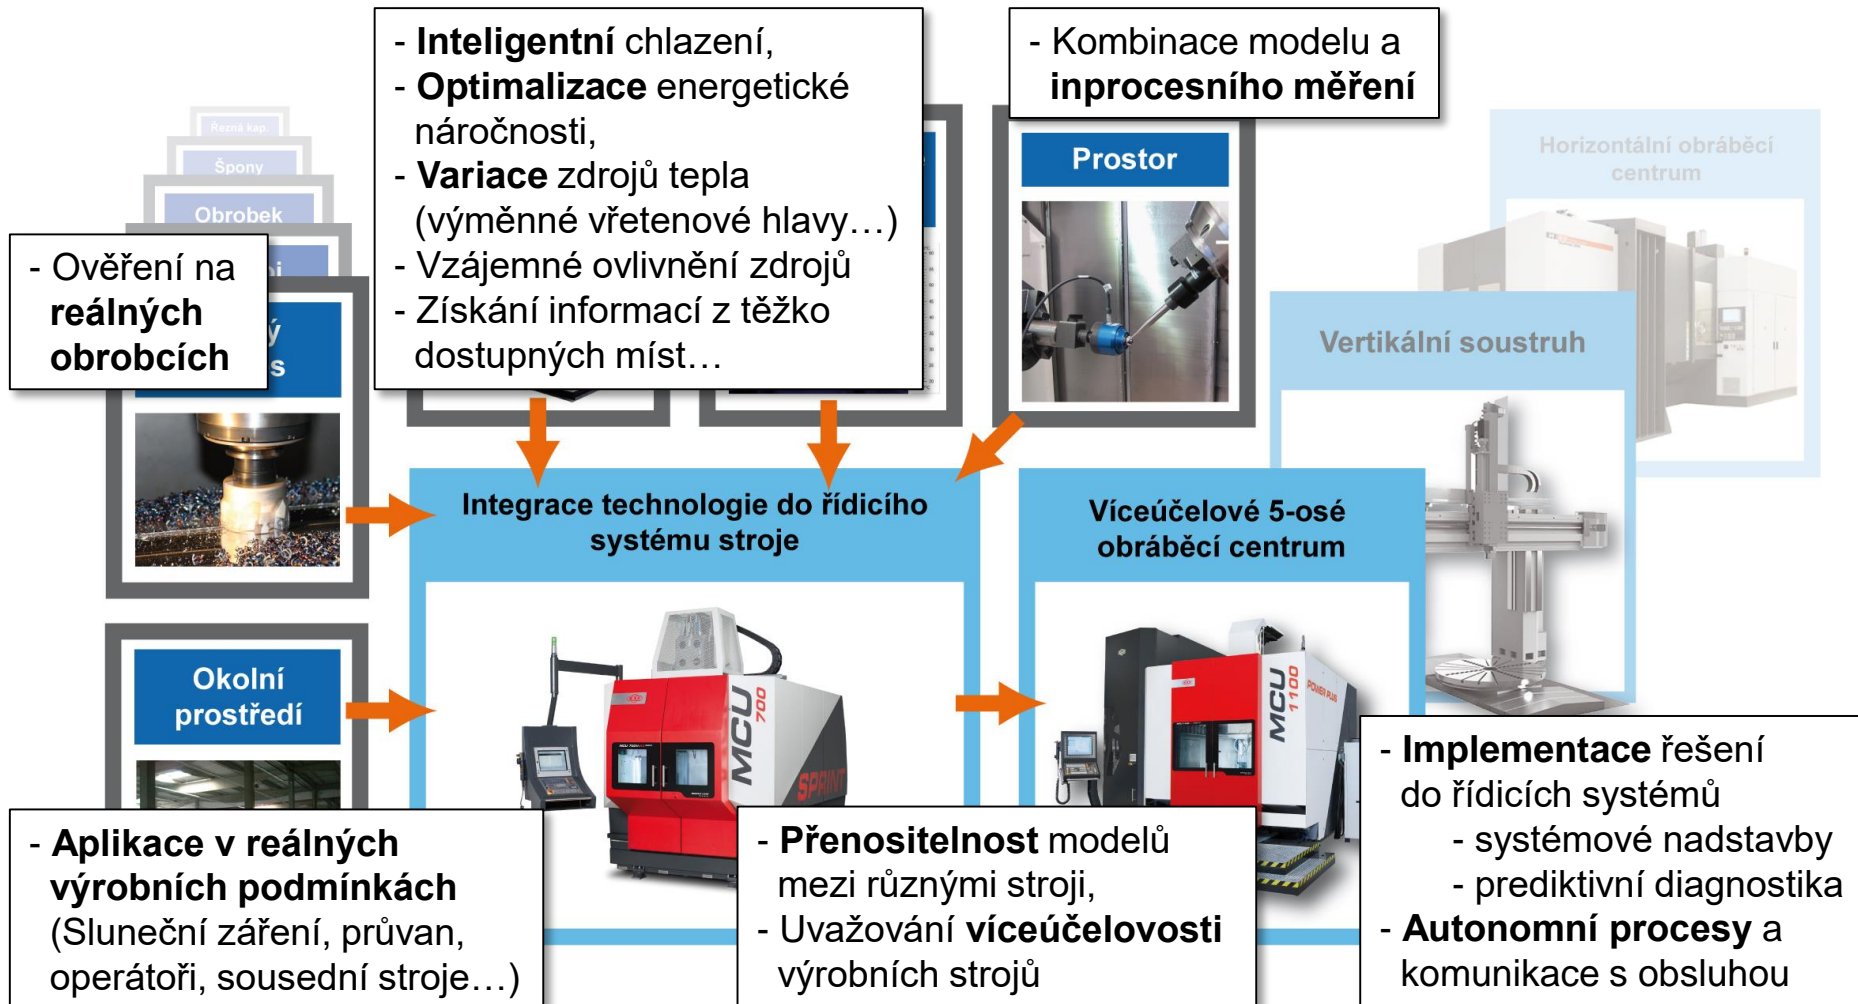 - Inteligentní chlazení,
- Optimalizace energetické
náročnosti,
- Variace zdrojů tepla
(výměnné vřetenové hlavy…)
- Vzájemné ovlivnění zdrojů
- Získání informací z těžko
dostupných míst…
- Kombinace modelu a
inprocesního měření
Řezná kap.
Špony
Obrobek
- Ověření na
reálných
obrobcích
Prostor
Horizontální obráběcí
centrum
Vertikální soustruh
Integrace technologie do řídicího
systému stroje
Víceúčelové 5-osé
obráběcí centrum
Okolní
prostředí
MCU
700
SPRINT
MCU
1100
POWER PLUS
- Aplikace v reálných
výrobních podmínkách
(Sluneční záření, průvan,
operátoři, sousední stroje…)
- Přenositelnost modelů
mezi různými stroji,
- Uvažování víceúčelovosti
výrobních strojů
- Implementace řešení
do řídicích systémů
- systémové nadstavby
- prediktivní diagnostika
- Autonomní procesy a
komunikace s obsluhou